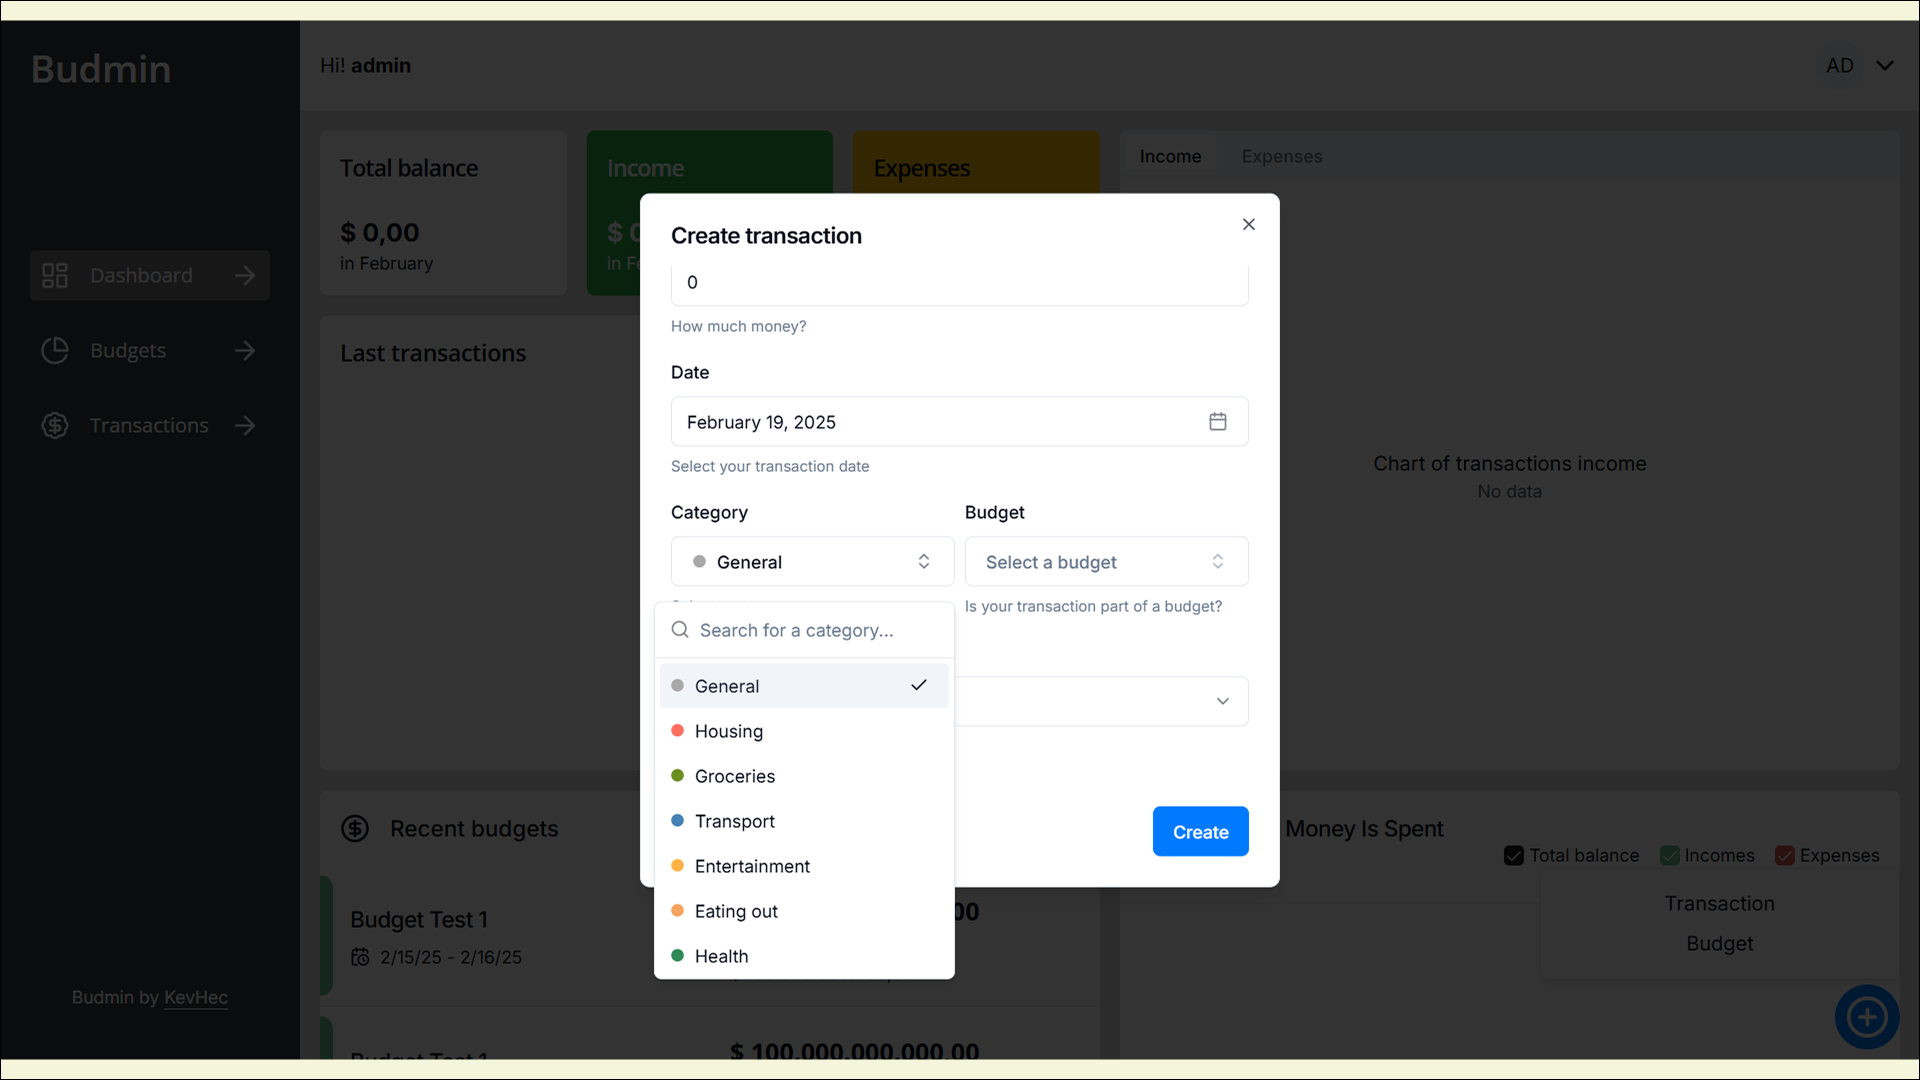 Budmin
Dashboard
Budgets
Transactions
Budmin by KevHec
Hi! admin
AD
Total balance
$ 0,00
in February
Income
$
in
Expenses
Income
Expenses
Last transactions
Chart of transactions income
No data
Recent budgets
Budget Test 1
2/15/25 - 2/16/25
Budget Test 1
$ 100.000.000.000,00
Money Is Spent
Total balance
Incomes
Expenses
Transaction
Budget
Create transaction
0
How much money?
Date
February 19, 2025
Select your transaction date
Category
Budget
General
Select a budget
Is your transaction part of a budget?
Search for a category...
General
Housing
Groceries
Transport
Entertainment
Eating out
Health
Create